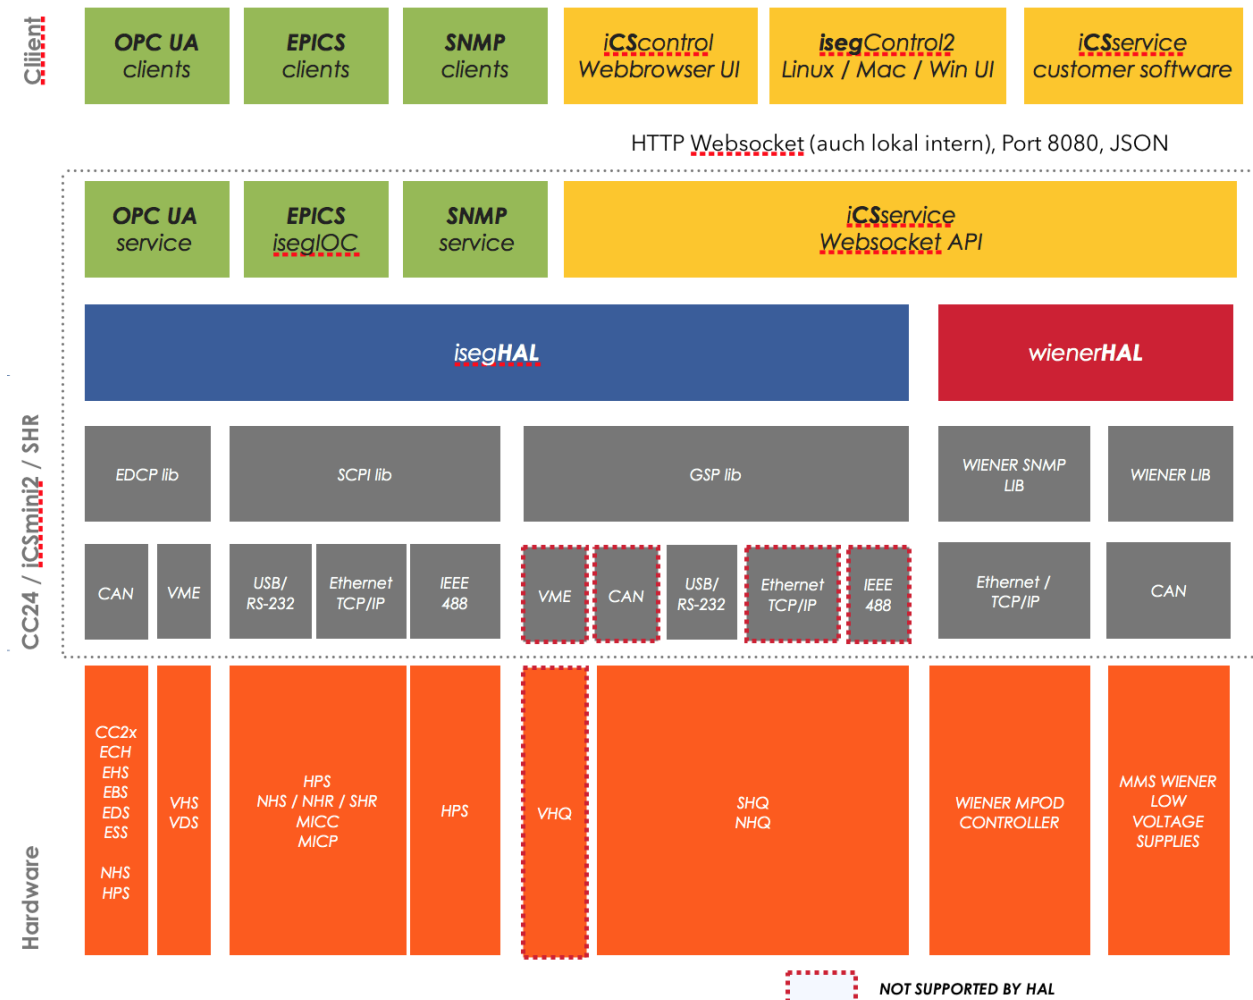 Cliient
OPC UA
clients
EPICS
clients
SNMP
clients
iCScontrol
Webbrowser UI
isegControl2
Linux / Mac / Win UI
iCSservice
customer software
HTTP Websocket (auch lokal intern), Port 8080, JSON
CC24 / iCSmini2 / SHR
OPC UA
service
EPICS
isegIOC
SNMP
service
iCSservice
Websocket API
isegHAL
wienerHAL
EDCP lib
SCPI lib
GSP lib
WIENER SNMP
LIB
WIENER LIB
CAN
VME
USB/
RS-232
Ethernet
TCP/IP
IEEE
488
VME
CAN
USB/
RS-232
Ethernet
TCP/IP
IEEE
488
Ethernet /
TCP/IP
CAN
Hardware
CC2x
ECH
EHS
EBS
EDS
ESS
NHS
HPS
VHS
VDS
HPS
NHS / NHR / SHR
MICC
MICP
HPS
VHQ
SHQ
NHQ
WIENER MPOD
CONTROLLER
MMS WIENER
LOW
VOLTAGE
SUPPLIES
NOT SUPPORTED BY HAL